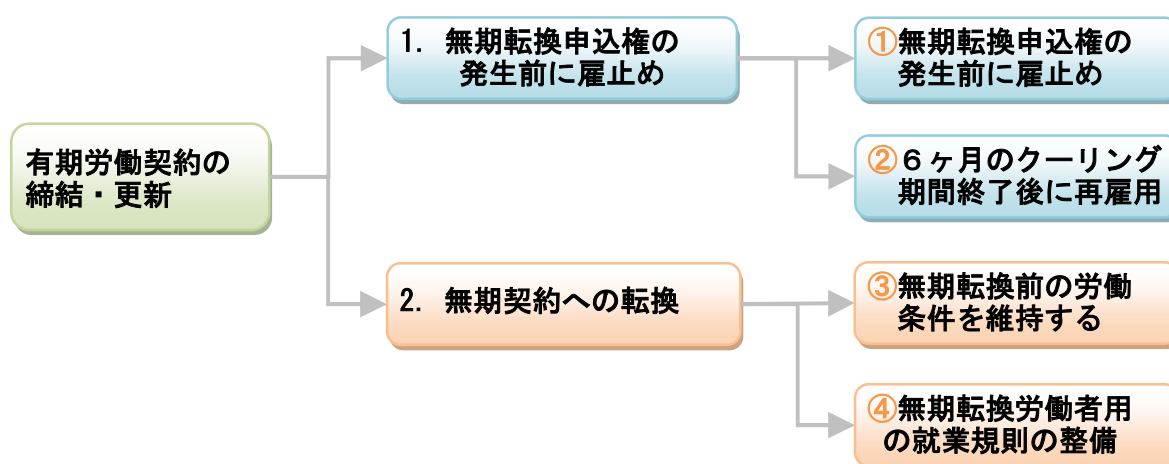 有期労働契約の
締結・更新
1. 無期転換申込権の
発生前に雇止め
①無期転換申込権の
発生前に雇止め
②６ヶ月のクーリング
期間終了後に再雇用
2. 無期契約への転換
③無期転換前の労働
条件を維持する
④無期転換労働者用
の就業規則の整備